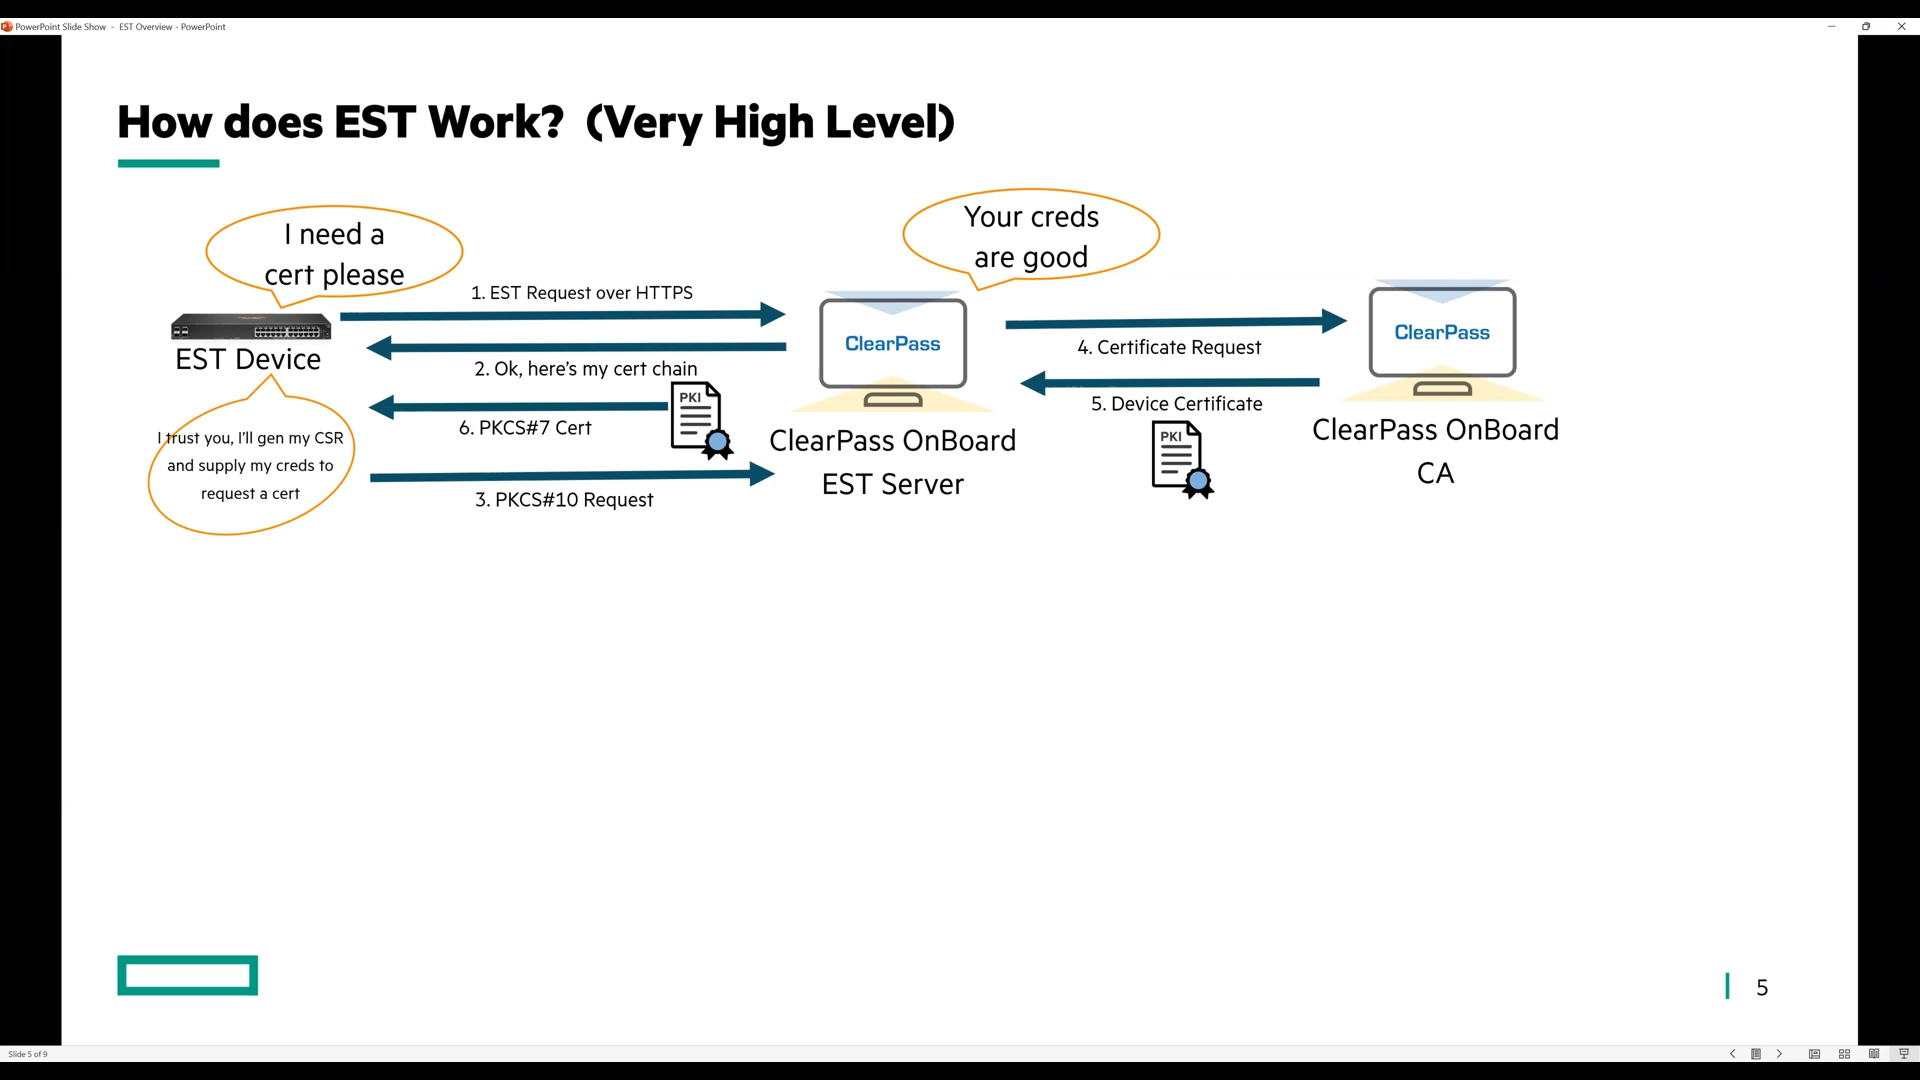 PowerPoint Slide Show - EST Overview - PowerPoint
How does EST Work? (Very High Level)
I need a
cert please
Your creds
are good
1. EST Request over HTTPS
2. Ok, here's my cert chain
EST Device
ClearPass
4. Certificate Request
ClearPass
5. Device Certificate
PKI
6. PKCS#7 Cert
I trust you, I'll gen my CSR
and supply my creds to
request a cert
3. PKCS#10 Request
ClearPass OnBoard
EST Server
PKI
ClearPass OnBoard
CA
5
Slide 5 of 9